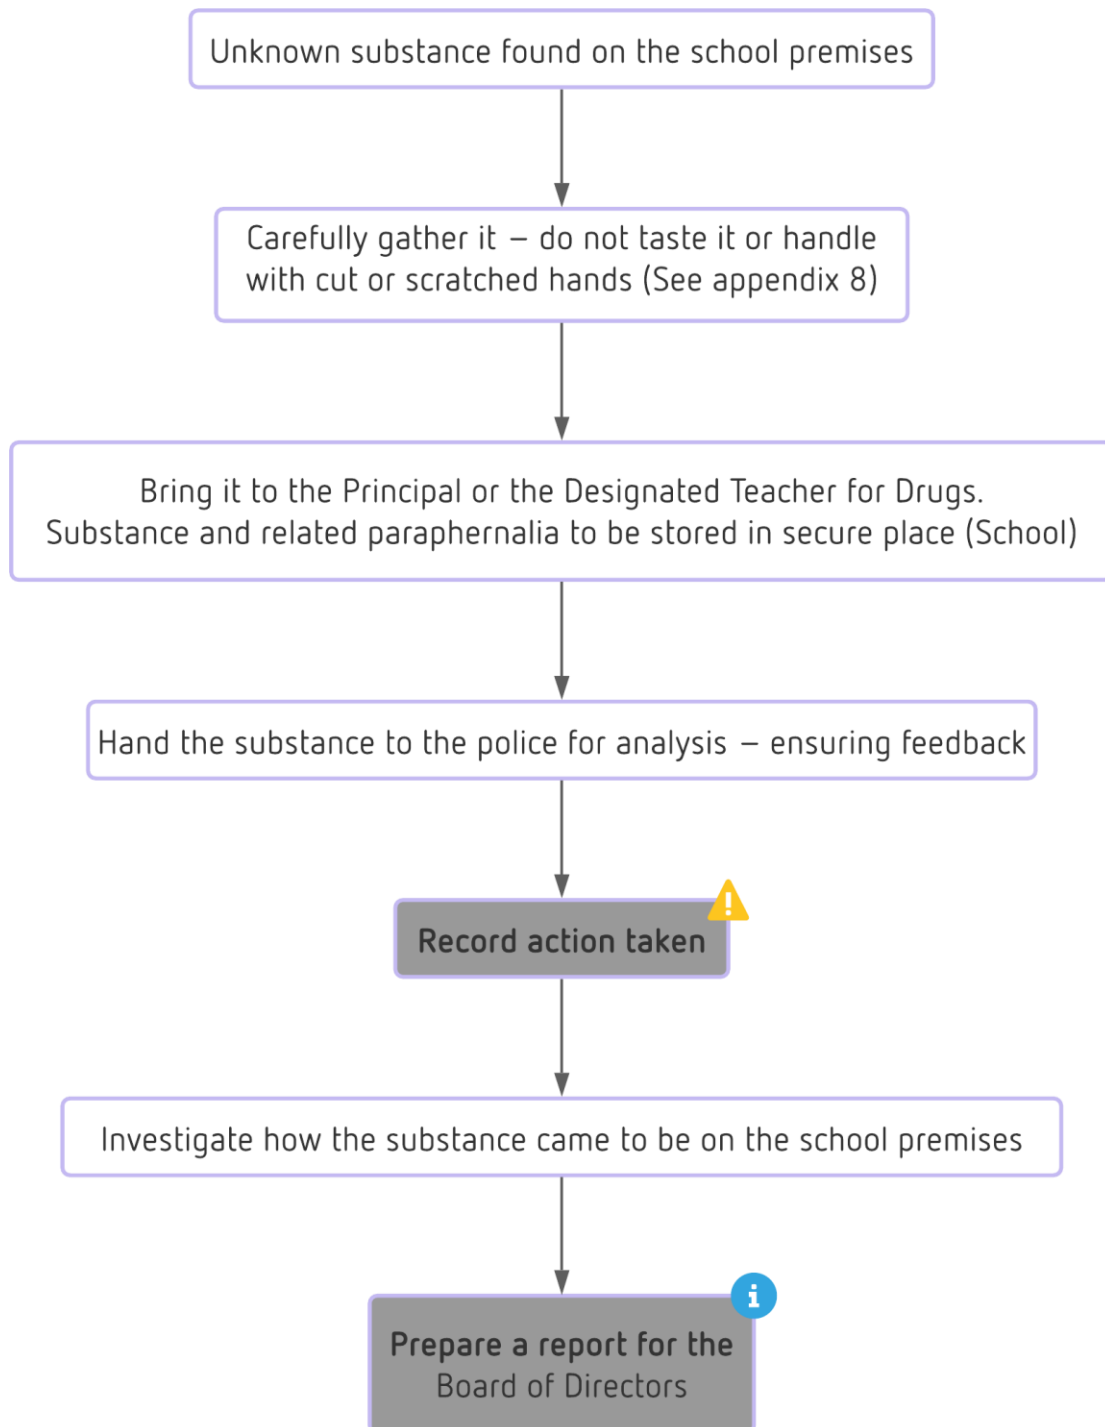 Unknown substance found on the school premises
Carefully gather it – do not taste it or handle
with cut or scratched hands (See appendix 8)
Bring it to the Principal or the Designated Teacher for Drugs.
Substance and related paraphernalia to be stored in secure place (School)
Hand the substance to the police for analysis – ensuring feedback
Record action taken
Investigate how the substance came to be on the school premises
Prepare a report for the
Board of Directors